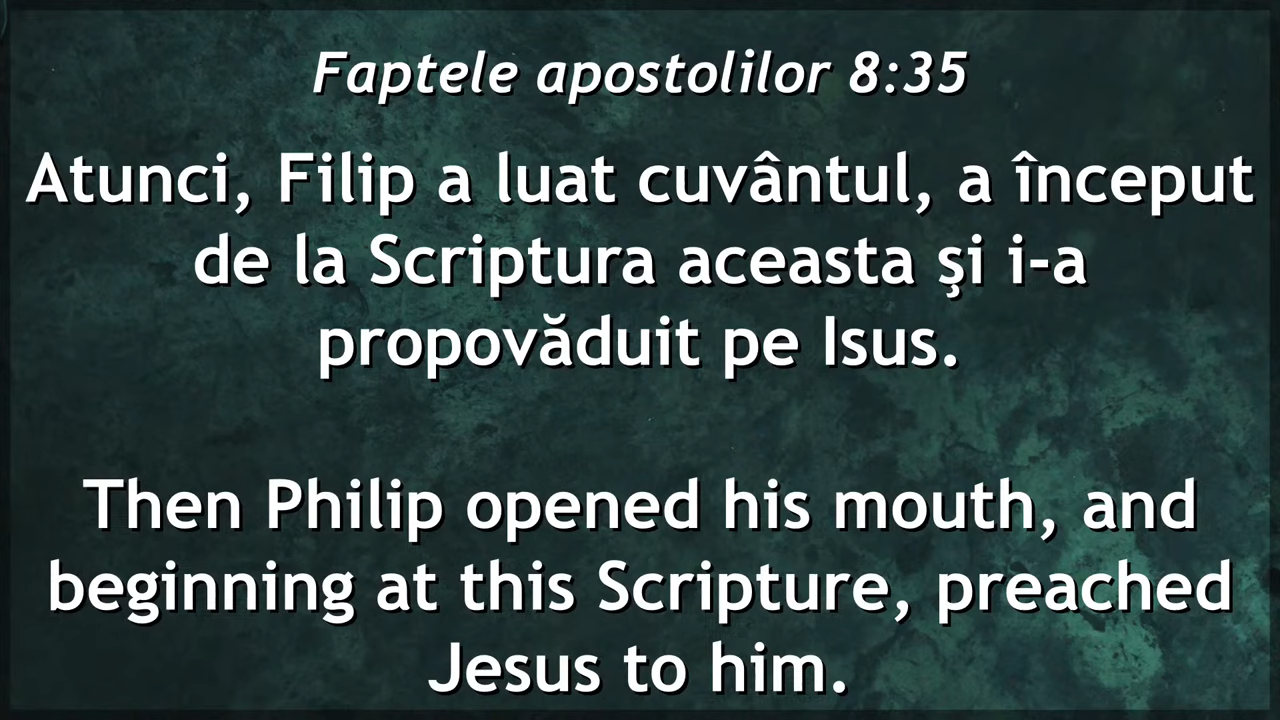 Faptele apostolilor 8:35
Atunci, Filip a luat cuvântul, a început
de la Scriptura aceasta şi i-a
propovăduit pe Isus.
Then Philip opened his mouth, and
beginning at this Scripture, preached
Jesus to him.